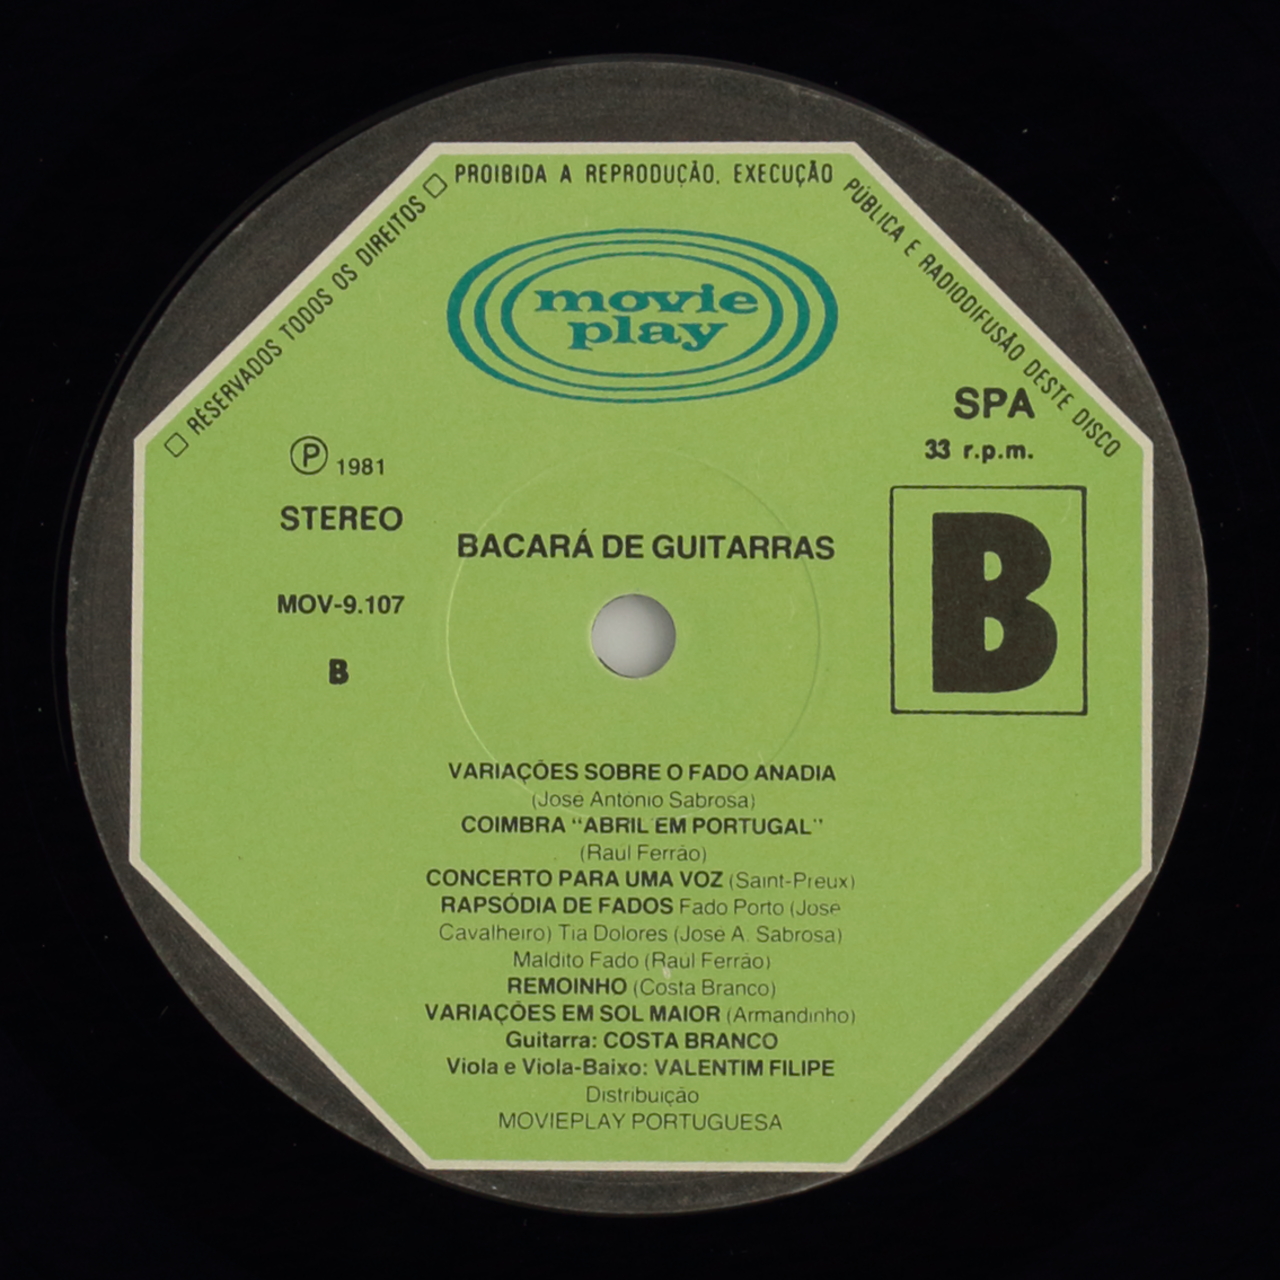 □ RESERVADOS TODOS OS DIREITOS □ PROIBIDA A REPRODUÇÃO, EXECUÇÃO PÚBLICA E RADIODIFUSÃO DESTE DISCO
movie
play
SPA
33 r.p.m.
Ⓟ 1981
STEREO
BACARÁ DE GUITARRAS
B
MOV-9.107
B
VARIAÇÕES SOBRE O FADO ANADIA
(José António Sabrosa)
COIMBRA "ABRIL EM PORTUGAL"
(Raul Ferrão)
CONCERTO PARA UMA VOZ (Saint-Preux)
RAPSÓDIA DE FADOS Fado Porto (José
Cavalheiro) Tia Dolores (José A. Sabrosa)
Maldito Fado (Raul Ferrão)
REMOINHO (Costa Branco)
VARIAÇÕES EM SOL MAIOR (Armandinho)
Guitarra: COSTA BRANCO
Viola e Viola-Baixo: VALENTIM FILIPE
Distribuição
MOVIEPLAY PORTUGUESA